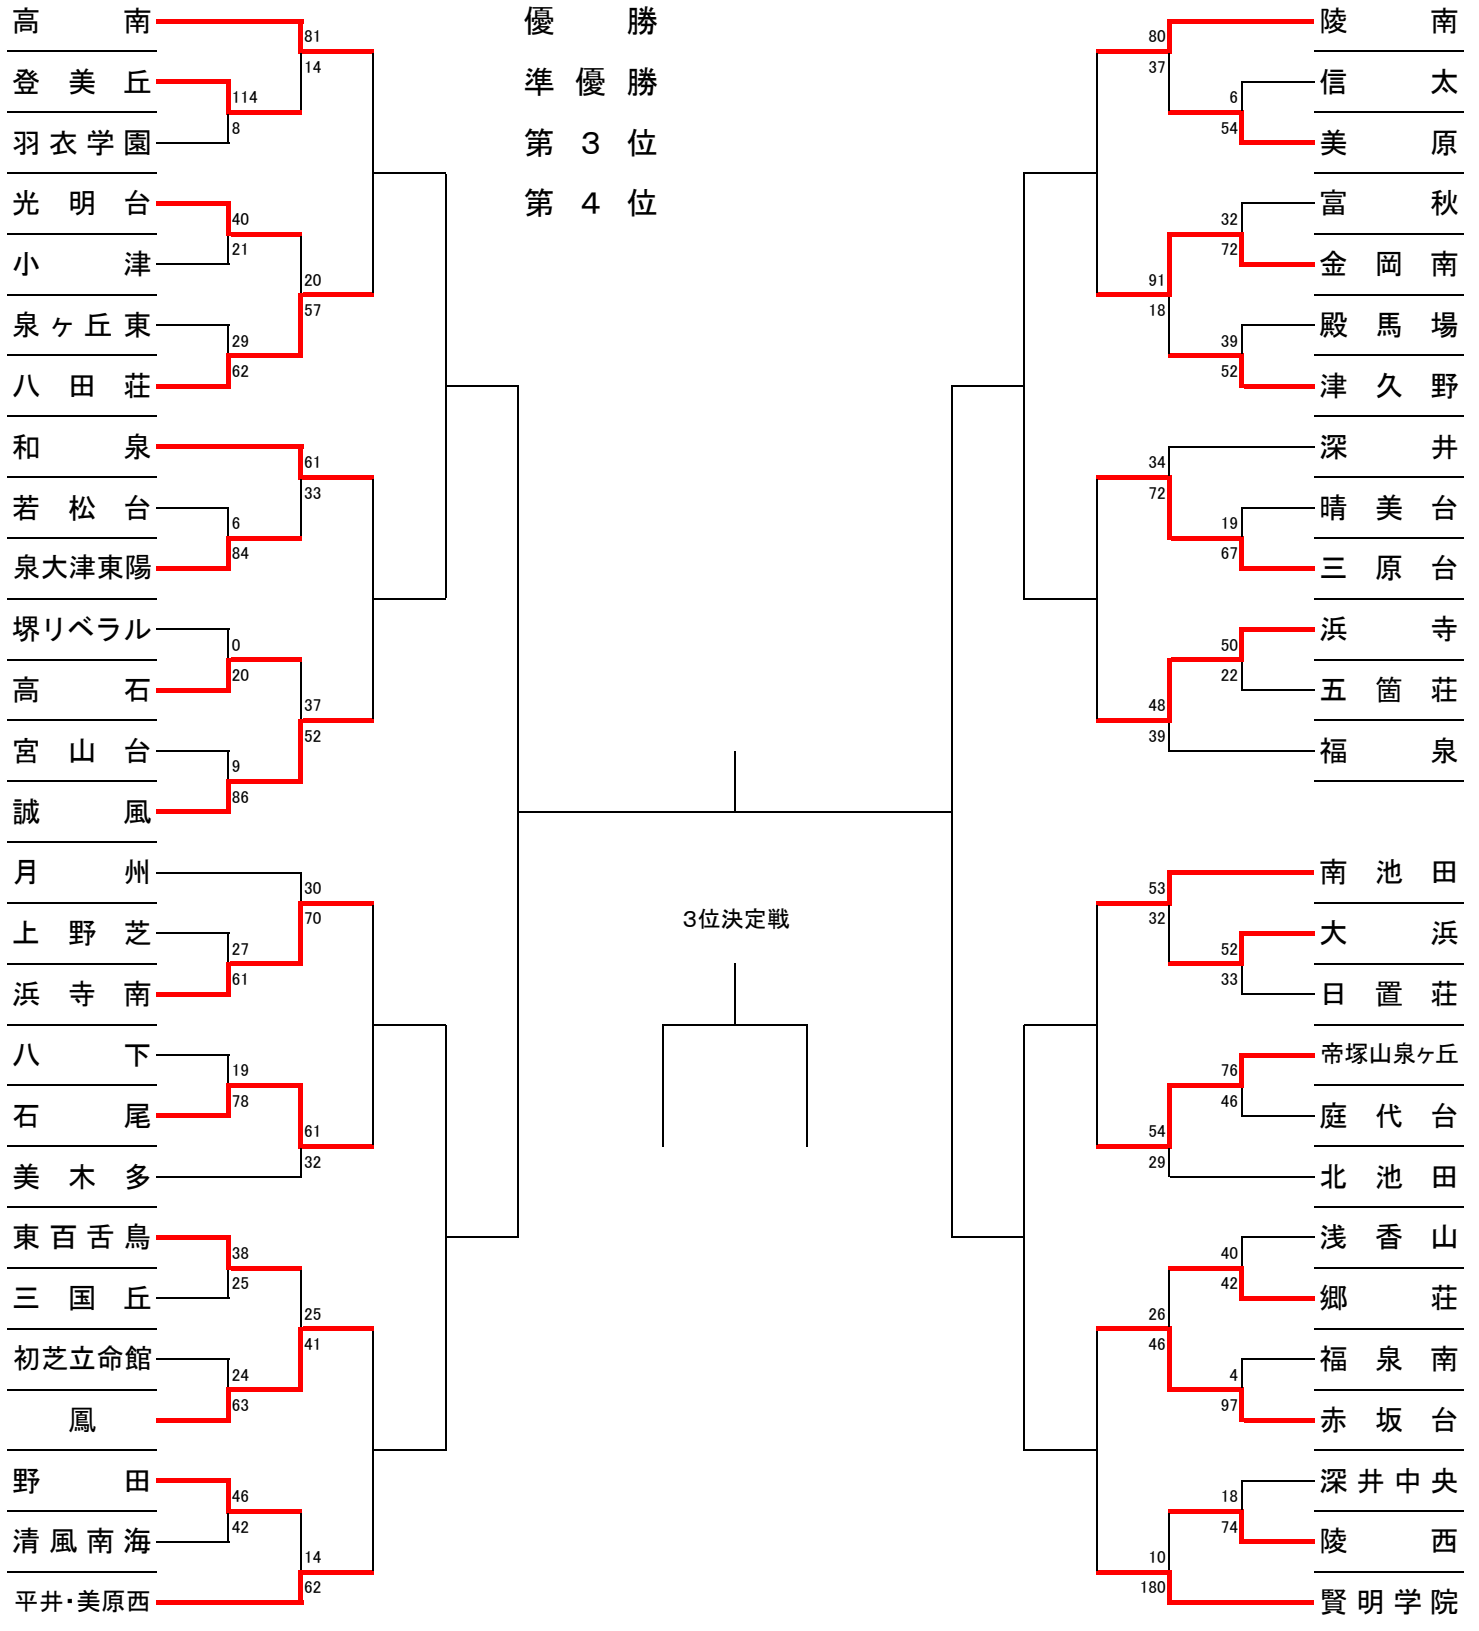 優勝
準優勝
第3位
第4位
高南
81
14
登美丘
114
8
羽衣学園
光明台
40
21
小津
20
57
泉ヶ丘東
29
62
八田荘
和泉
61
33
若松台
6
84
泉大津東陽
堺リベラル
0
20
高石
37
52
宮山台
9
86
誠風
月州
30
70
上野芝
27
61
浜寺南
八下
19
78
石尾
61
32
美木多
東百舌鳥
38
25
三国丘
25
41
初芝立命館
24
63
鳳
野田
46
42
清風南海
14
62
平井・美原西
3位決定戦
陵南
80
37
信太
6
54
美原
富秋
32
72
金岡南
91
18
殿馬場
39
52
津久野
深井
34
72
晴美台
19
67
三原台
浜寺
50
22
五箇荘
48
39
福泉
南池田
53
32
大浜
52
33
日置荘
帝塚山泉ヶ丘
76
46
庭代台
54
29
北池田
浅香山
40
42
郷荘
26
46
福泉南
4
97
赤坂台
深井中央
18
74
陵西
10
180
賢明学院